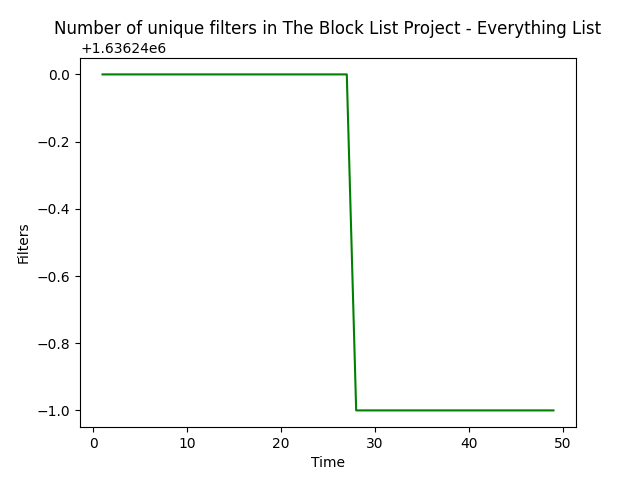 Number of unique filters in The Block List Project - Everything List
+1.63624e6
0.0
−0.2
−0.4
−0.6
−0.8
−1.0
Filters
0 10 20 30 40 50
Time